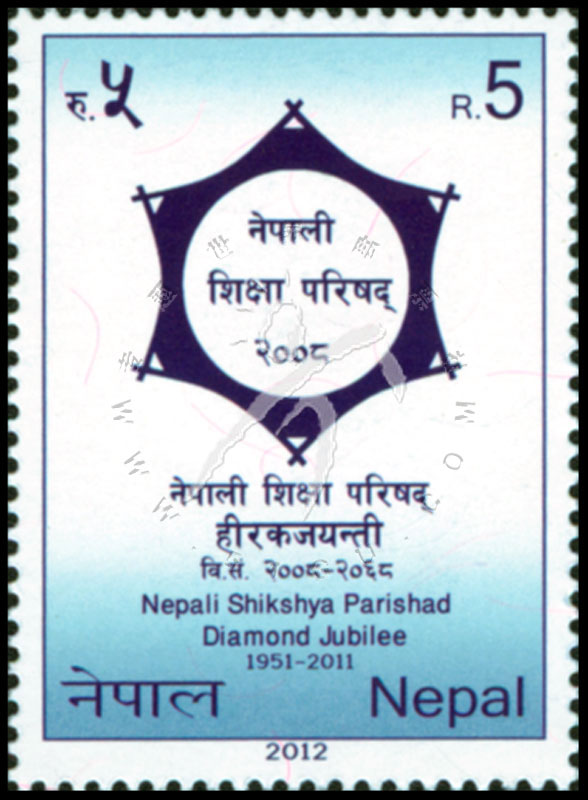 रु. ५ R. 5
नेपाली
शिक्षा परिषद्
२००८
नेपाली शिक्षा परिषद्
हीरकजयन्ती
वि.सं. २००८-२०६८
Nepali Shikshya Parishad
Diamond Jubilee
1951-2011
नेपाल Nepal
2012